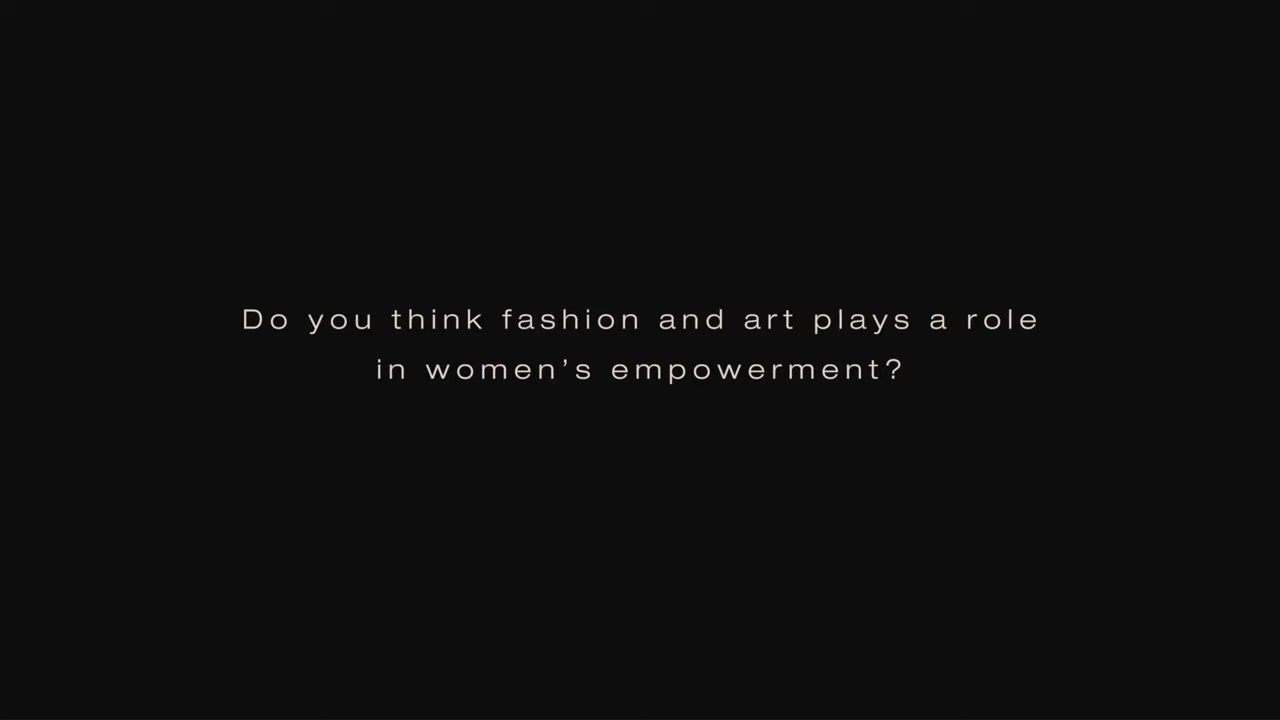 Do you think fashion and art plays a role
in women’s empowerment?